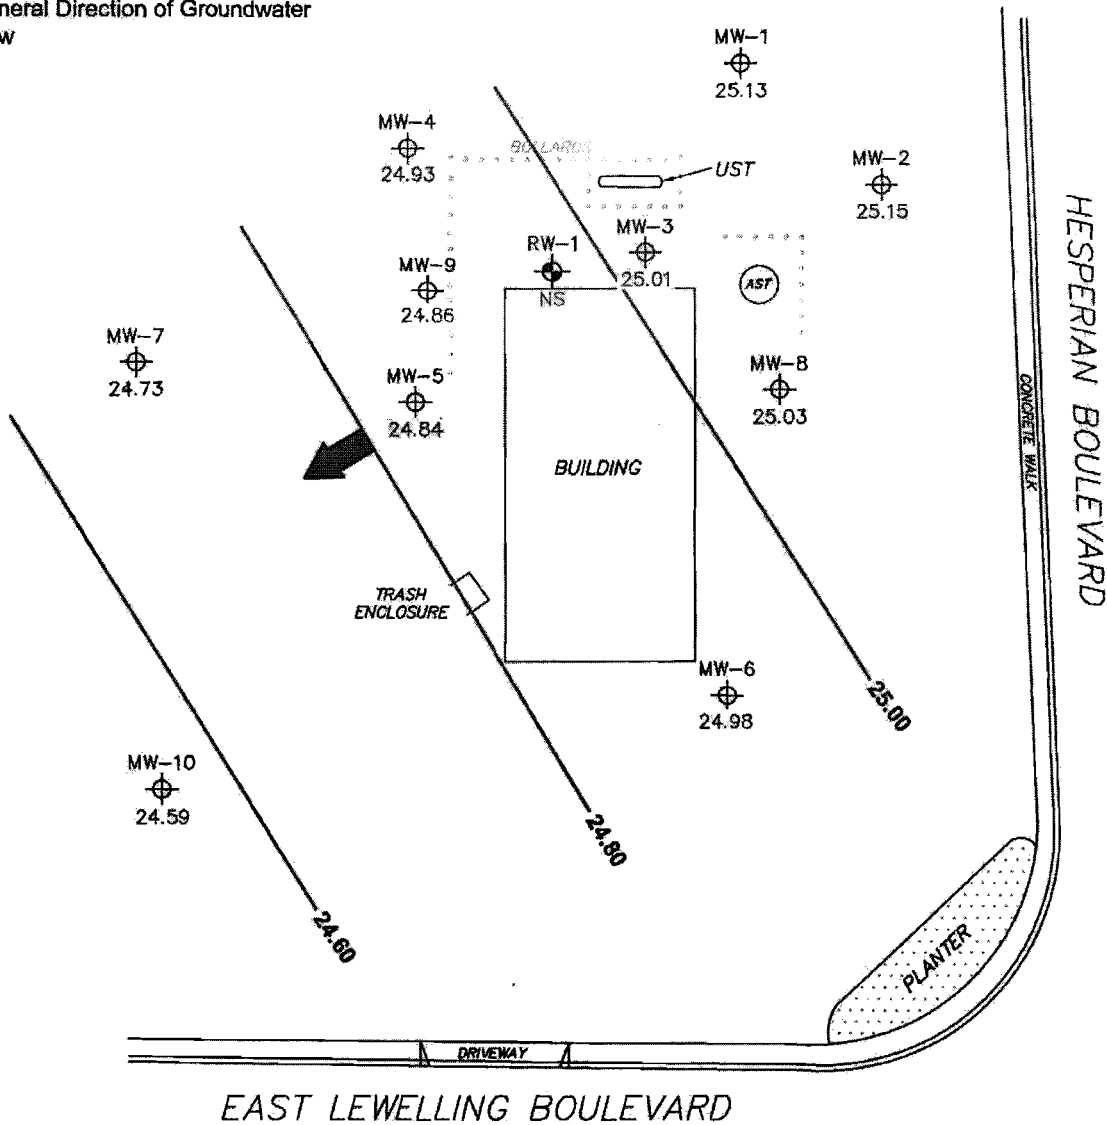 neral Direction of Groundwater
w
MW-1
25.13
MW-4
24.93
BOLLARDS
UST
MW-2
25.15
MW-3
25.01
RW-1
NS
AST
MW-9
24.86
MW-7
24.73
MW-5
24.84
MW-8
25.03
BUILDING
CONCRETE WALK
HESPERIAN BOULEVARD
TRASH
ENCLOSURE
MW-6
24.98
25.00
MW-10
24.59
24.80
24.60
PLANTER
DRIVEWAY
EAST LEWELLING BOULEVARD